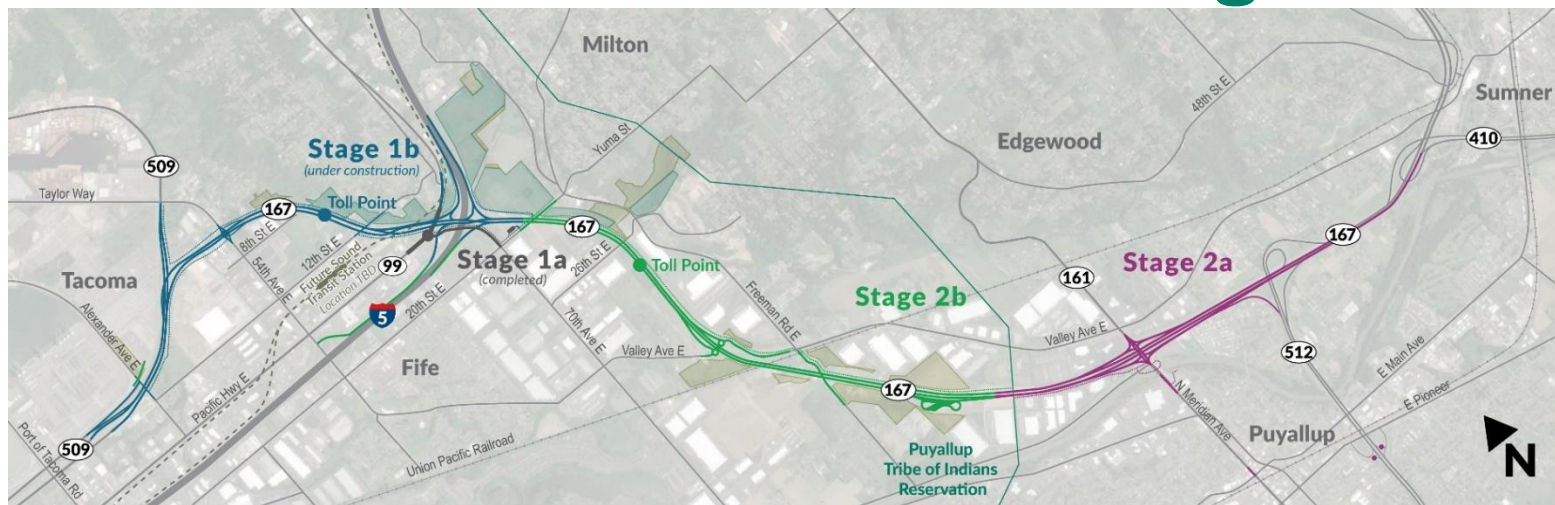 Milton
Sumner
410
48th St E
Edgewood
Yuma St
Stage 1b
(under construction)
509
Taylor Way
Toll Point
167
8th St E
12th St E
54th Ave E
Future Sound
Transit Station
Location TBD
99
Stage 1a
(completed)
167
26th St E
Toll Point
Tacoma
Alexander Ave E
5
20th St E
70th Ave E
Freeman Rd E
Stage 2b
161
Stage 2a
167
Valley Ave E
Valley Ave E
Fife
Pacific Hwy E
167
512
E Main Ave
E Pioneer
N Meridian Ave
Puyallup
509
Port of Tacoma Rd
Union Pacific Railroad
Puyallup
Tribe of Indians
Reservation
N